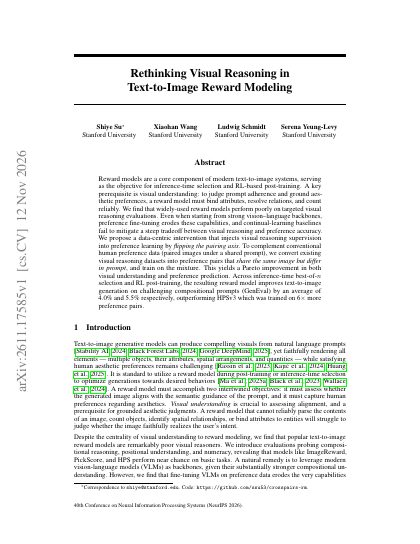 Rethinking Visual Reasoning in
Text-to-Image Reward Modeling
Shiye Su* Xiaohan Wang Ludwig Schmidt Serena Yeung-Levy
Stanford University Stanford University Stanford University Stanford University
Abstract
Reward models are a core component of modern text-to-image systems,
serving as the objective for inference-time selection and RL-based post-training. A key
prerequisite is visual understanding: to judge prompt adherence and ground aes-
thetic preferences, a reward model must bind attributes, resolve relations, and count
reliably. We find that widely-used reward models perform poorly on targeted visual
reasoning evaluations. Even when starting from strong vision-language backbones,
preference fine-tuning erodes these capabilities, and continual-learning baselines
fail to mitigate a steep tradeoff between visual reasoning and preference accuracy.
We propose a data-centric intervention that injects visual reasoning supervision
into preference learning by flipping the pairing axis. To complement conventional
human preference data (paired images under a shared prompt), we convert existing
visual reasoning datasets into preference pairs that share the same image but differ
in prompt, and train on the mixture. This yields a Pareto improvement in both
visual understanding and preference prediction. Across inference-time best-of-n
selection and RL post-training, the resulting reward model improves text-to-image
generation on challenging compositional prompts (GenEval) by an average of
4.0% and 5.5% respectively, outperforming HPSv3 which was trained on 6× more
preference pairs.
1 Introduction
Text-to-image generative models can produce compelling visuals from natural language prompts
[Stability AI, 2024, Black Forest Labs, 2024, Google DeepMind, 2025], yet faithfully rendering all
elements — multiple objects, their attributes, spatial arrangements, and quantities — while satisfying
human aesthetic preferences remains challenging [Kasaei et al., 2025, Kajić et al., 2024, Huang
et al., 2025]. It is standard to utilize a reward model during post-training or inference-time selection
to optimize generations towards desired behaviors [Ma et al., 2025a, Black et al., 2023, Wallace
et al., 2024]. A reward model must accomplish two intertwined objectives: it must assess whether
the generated image aligns with the semantic guidance of the prompt, and it must capture human
preferences regarding aesthetics. Visual understanding is crucial to assessing alignment, and a
prerequisite for grounded aesthetic judgments. A reward model that cannot reliably parse the contents
of an image, count objects, identify spatial relationships, or bind attributes to entities will struggle to
judge whether the image faithfully realizes the user's intent.
Despite the centrality of visual understanding to reward modeling, we find that popular text-to-image
reward models are remarkably poor visual reasoners. We introduce evaluations probing composi-
tional reasoning, positional understanding, and numeracy, revealing that models like ImageReward,
PickScore, and HPS perform near chance on basic tasks. A natural remedy is to leverage modern
vision-language models (VLMs) as backbones, given their substantially stronger compositional un-
derstanding. However, we find that fine-tuning VLMs on preference data erodes the very capabilities
*Correspondence to shiye@stanford.edu. Code:
40th Conference on Neural Information Processing Systems (NeurIPS 2026)
arXiv:2611.17585v1 [cs.CV] 12 Nov 2026